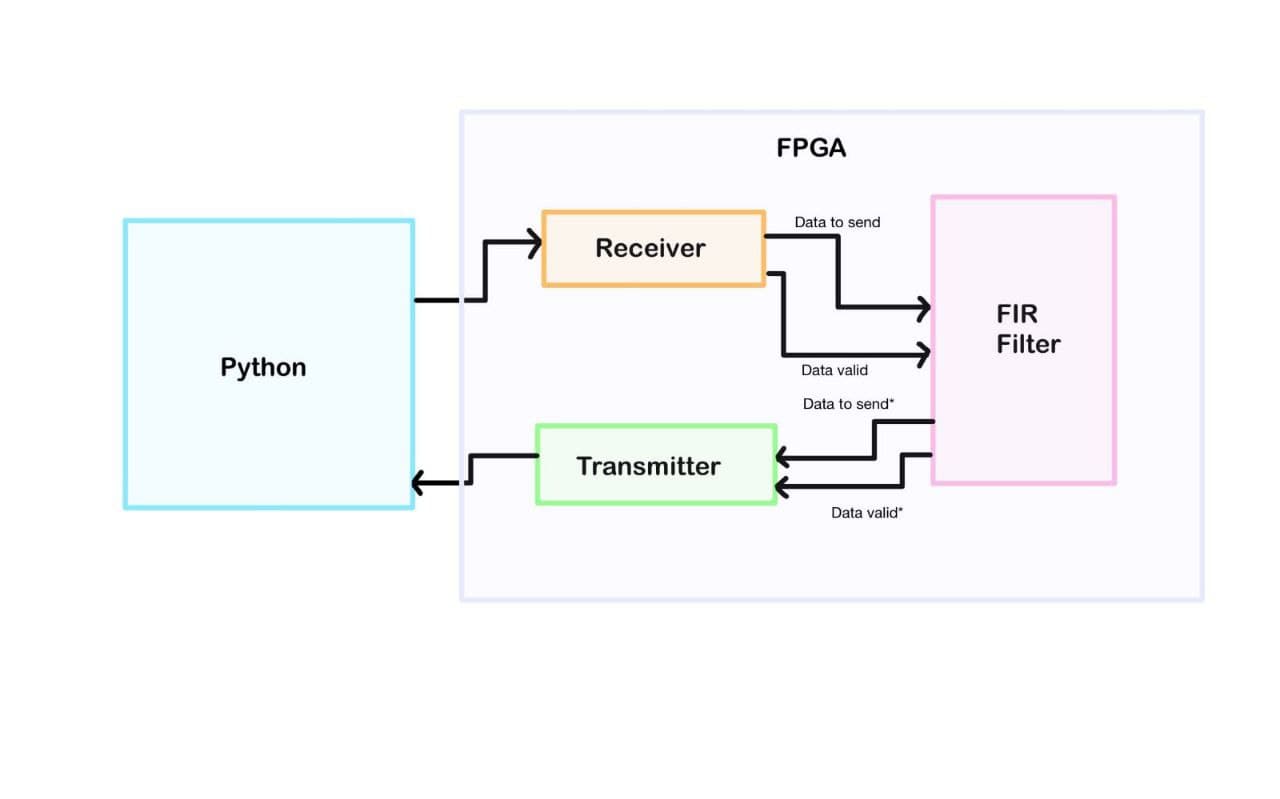 FPGA
Data to send
Receiver
FIR
Filter
Python
Data valid
Data to send*
Transmitter
Data valid*